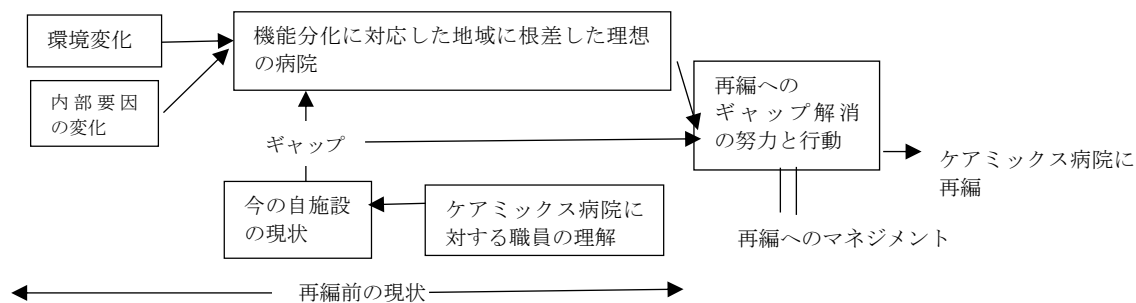 環境変化
機能分化に対応した地域に根差した理想
の病院
内部要因
の変化
再編への
ギャップ解消
の努力と行動
ギャップ
ケアミックス病院に
再編
今の自施設
の現状
ケアミックス病院に
対する職員の理解
再編へのマネジメント
再編前の現状